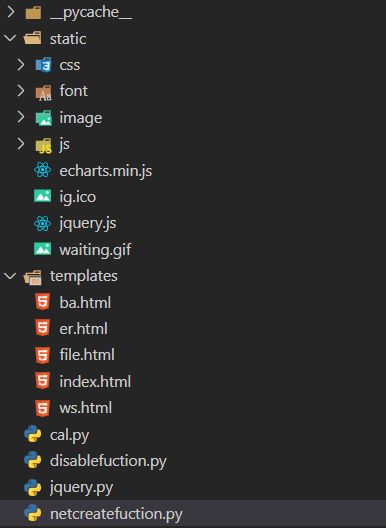 __pycache__
static
css
font
image
js
echarts.min.js
ig.ico
jquery.js
waiting.gif
templates
ba.html
er.html
file.html
index.html
ws.html
cal.py
disablefuction.py
jquery.py
netcreatefuction.py